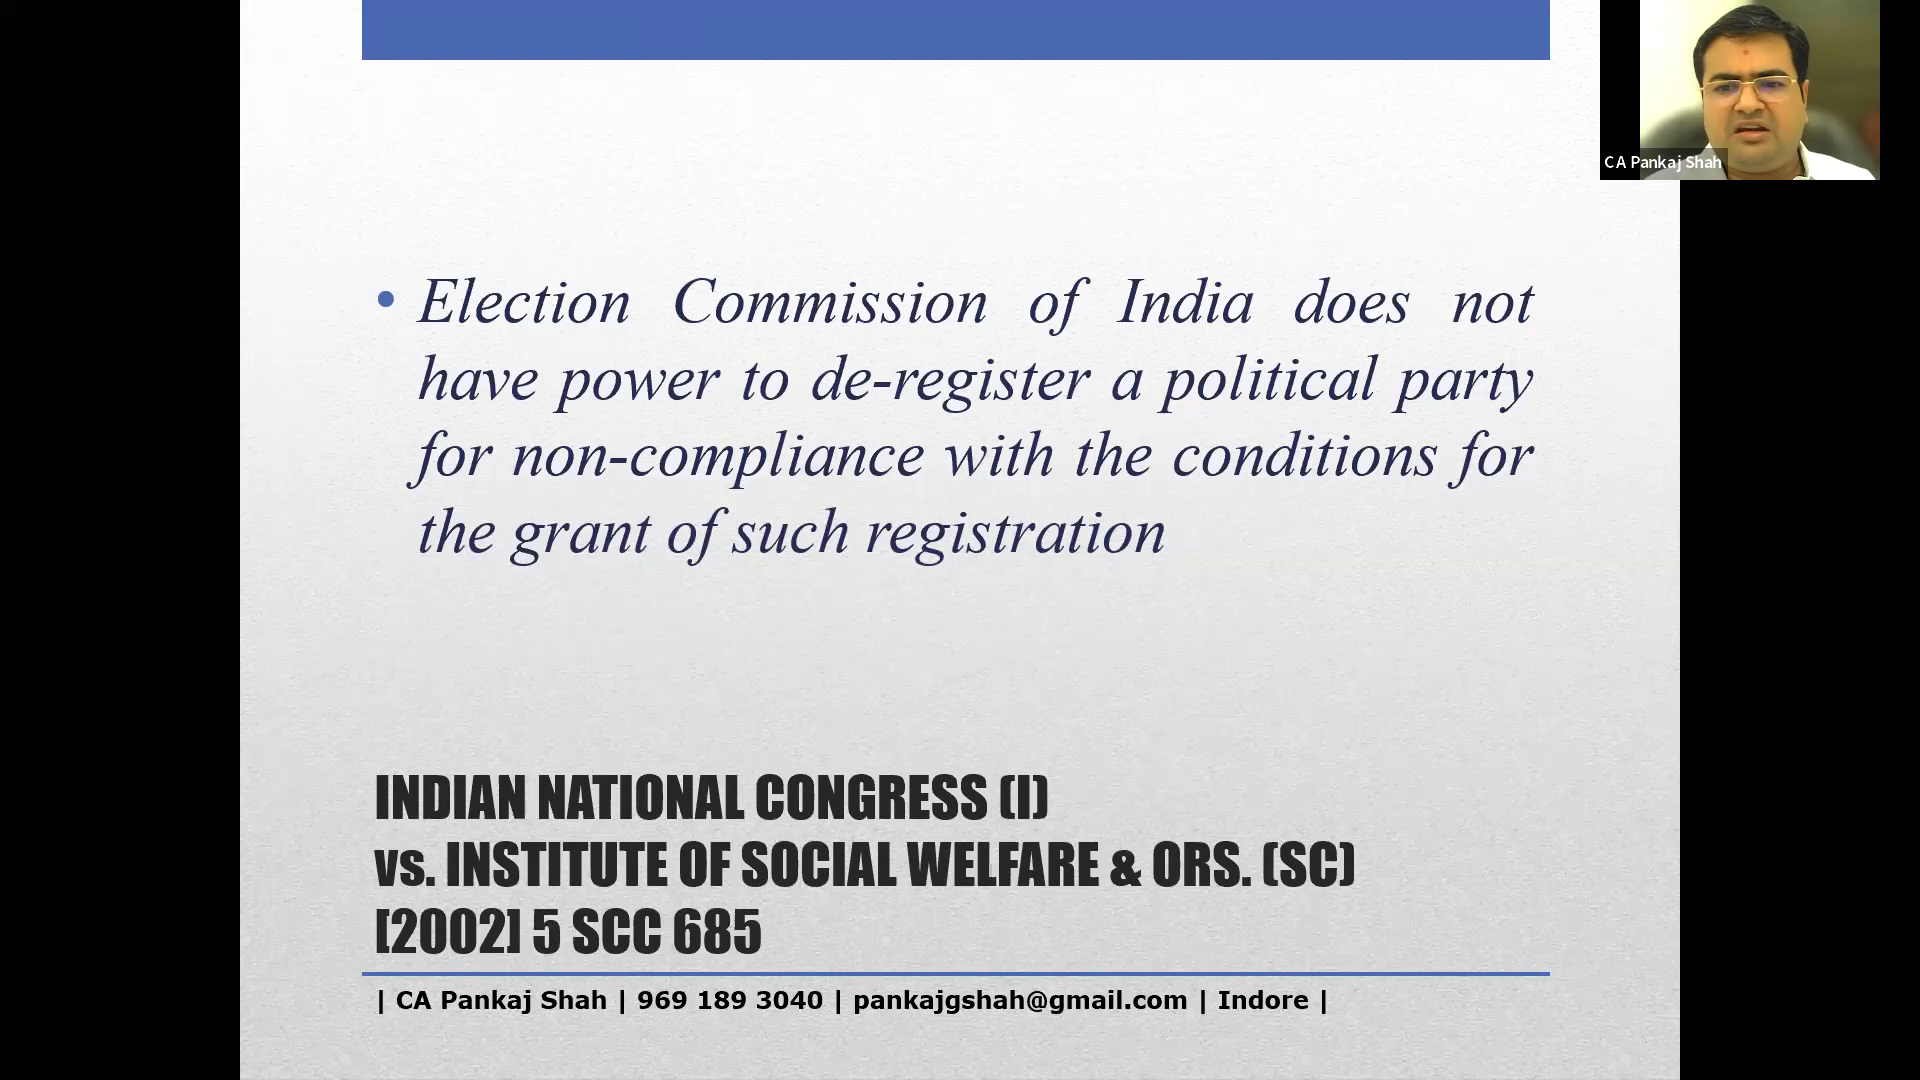 CA Pankaj Shah
• Election Commission of India does not
have power to de-register a political party
for non-compliance with the conditions for
the grant of such registration
INDIAN NATIONAL CONGRESS (I)
vs. INSTITUTE OF SOCIAL WELFARE & ORS. (SC)
[2002] 5 SCC 685
| CA Pankaj Shah | 969 189 3040 | pankajgshah@gmail.com | Indore |